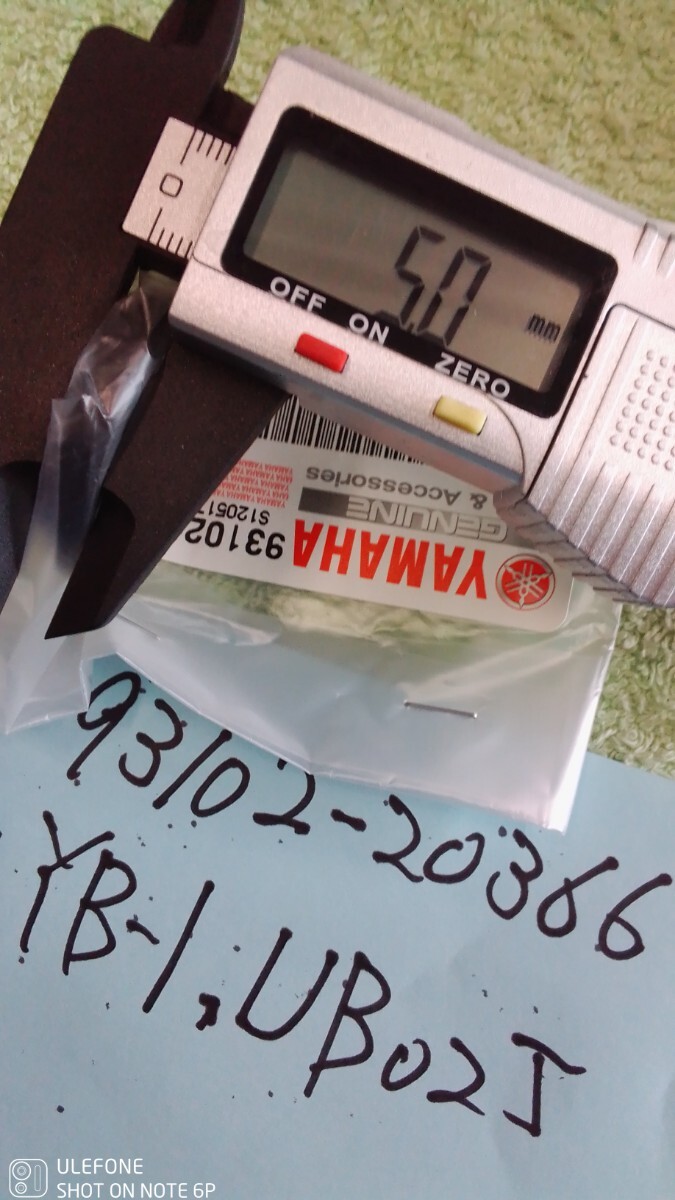 0
5.0 mm
OFF ON ZERO
& Accessories
GENUINE
YAMAHA 93102
93102-20366
YB-1, UB02J
ULEFONE
SHOT ON NOTE 6P